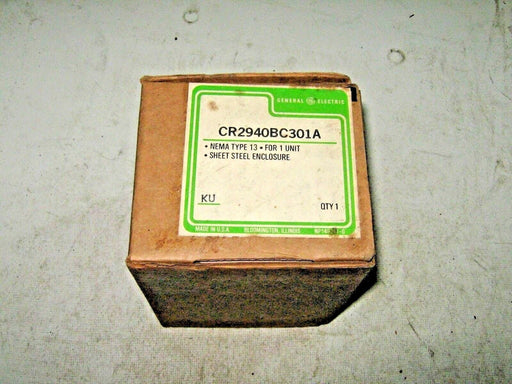 GENERAL ELECTRIC
CR2940BC301A
• NEMA TYPE 13 • FOR 1 UNIT
• SHEET STEEL ENCLOSURE
KU
QTY 1
MADE IN U.S.A. BLOOMINGTON, ILLINOIS